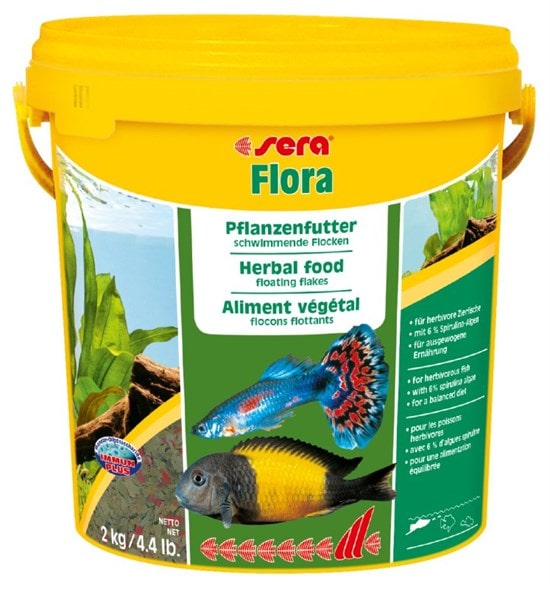 sera
Flora
Pflanzenfutter
schwimmende Flocken
Herbal food
floating flakes
Aliment végétal
flocons flottants
• für herbivore Zierfische
• mit 6 % Spirulina-Algen
• für ausgewogene
Ernährung
• for herbivorous fish
• with 6% spirulina algae
• for a balanced diet
• pour les poissons
herbivores
• avec 6 % d'algues spiruline
• pour une alimentation
équilibrée
IMMUN
PLUS
NETTO
NET
2 kg/4.4 lb.